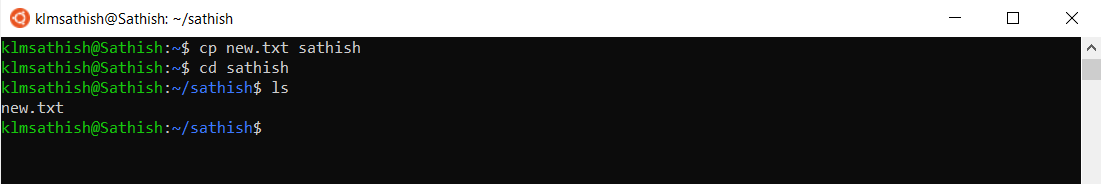 klmsathish@Sathish: ~/sathish
klmsathish@Sathish:~$ cp new.txt sathish
klmsathish@Sathish:~$ cd sathish
klmsathish@Sathish:~/sathish$ ls
new.txt
klmsathish@Sathish:~/sathish$